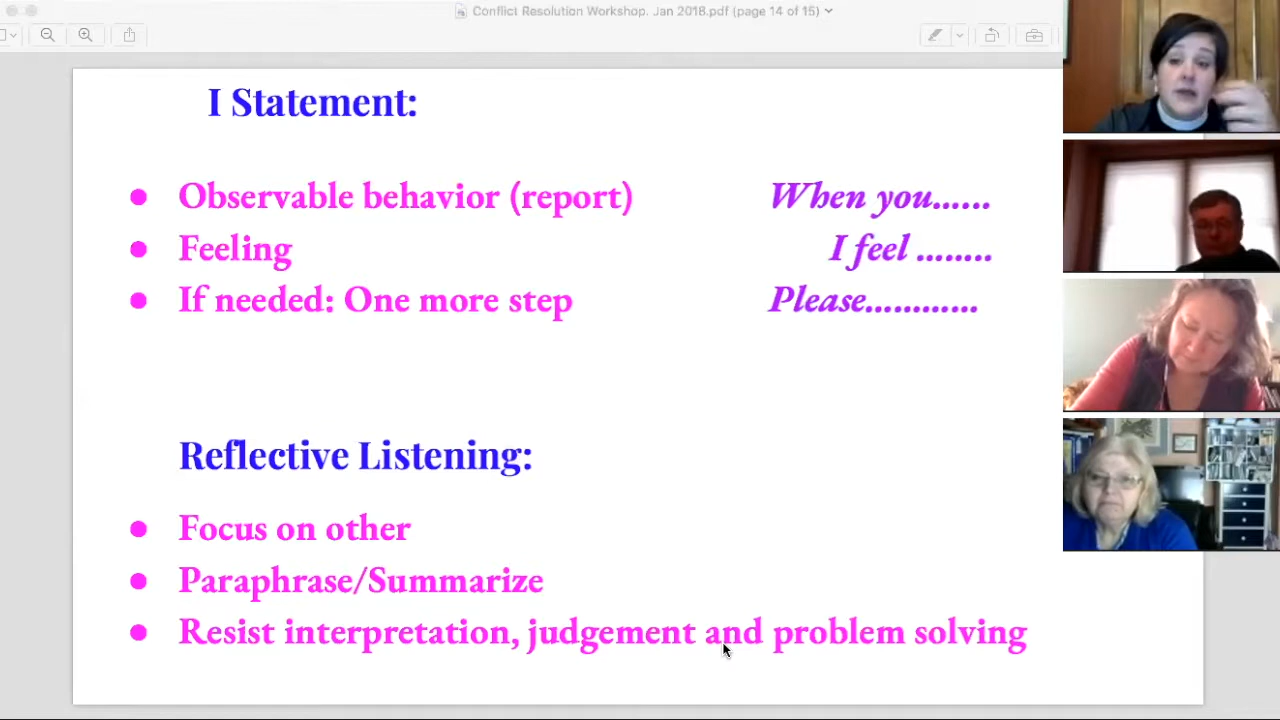 Conflict Resolution Workshop. Jan 2018.pdf (page 14 of 15)
I Statement:
● Observable behavior (report) When you......
● Feeling I feel ........
● If needed: One more step Please............
Reflective Listening:
● Focus on other
● Paraphrase/Summarize
● Resist interpretation, judgement and problem solving